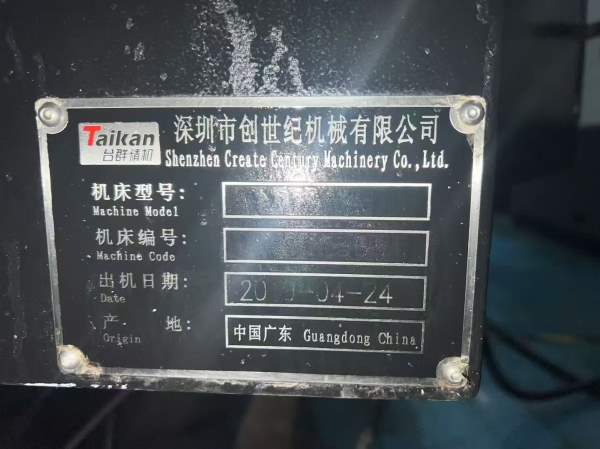 Taikan
台群精机
深圳市创世纪机械有限公司
Shenzhen Create Century Machinery Co.,Ltd.
机床型号:
Machine Model
机床编号:
Machine Code
出机日期:
Date
产 地:
Origin
中国广东 Guangdong China